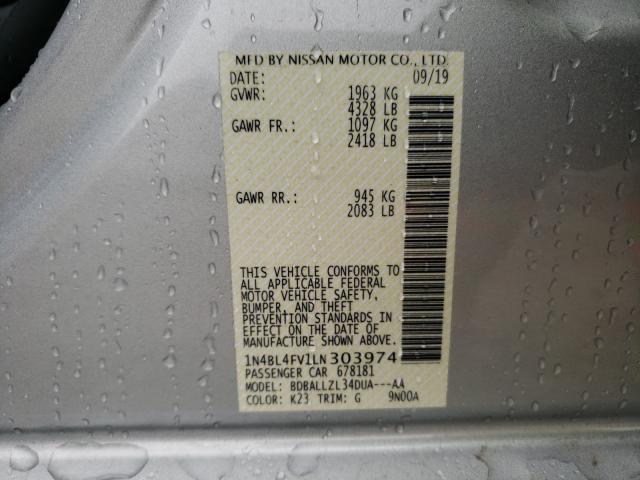 MFD BY NISSAN MOTOR CO., LTD.
DATE: 09/19
GVWR: 1963 KG
4328 LB
GAWR FR.: 1097 KG
2418 LB
GAWR RR.: 945 KG
2083 LB
THIS VEHICLE CONFORMS TO
ALL APPLICABLE FEDERAL
MOTOR VEHICLE SAFETY,
BUMPER, AND THEFT
PREVENTION STANDARDS IN
EFFECT ON THE DATE OF
MANUFACTURE SHOWN ABOVE.
1N4BL4FV1LN303974
PASSENGER CAR 678181
MODEL: BDBALLZL34DUA---AA
COLOR: K23 TRIM: G 9N00A